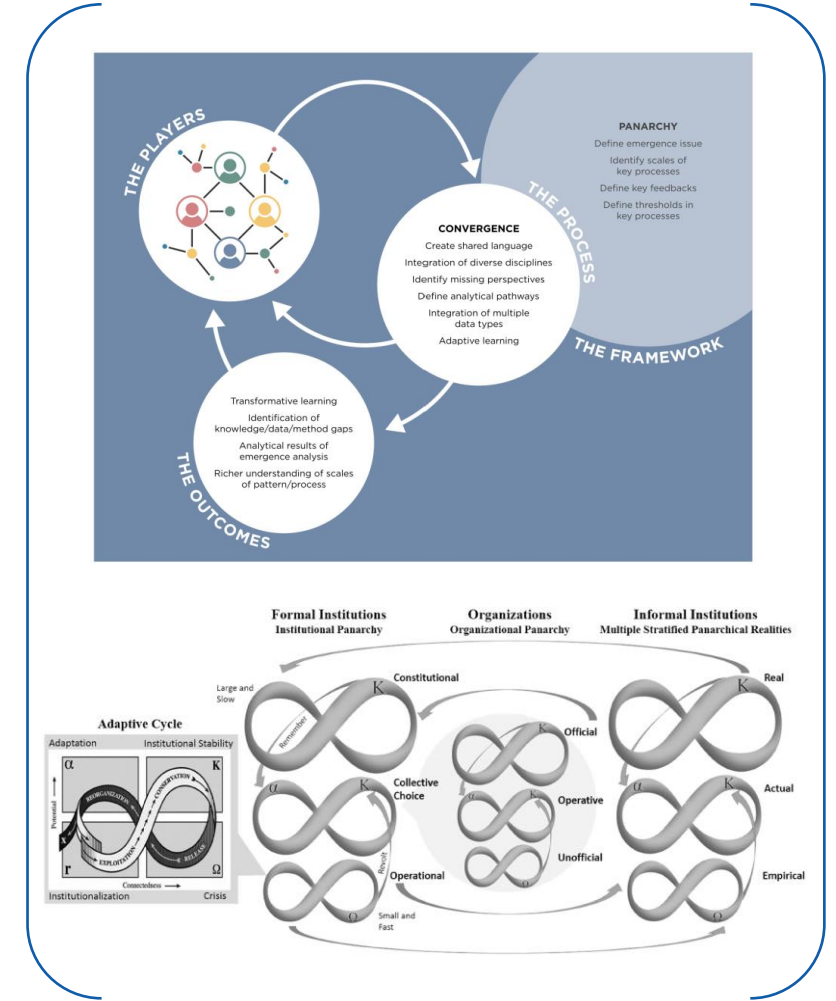 THE PLAYERS
PANARCHY
Define emergence issue
Identify scales of
key processes
Define key feedbacks
Define thresholds in
key processes
THE PROCESS
CONVERGENCE
Create shared language
Integration of diverse disciplines
Identify missing perspectives
Define analytical pathways
Integration of multiple
data types
Adaptive learning
THE FRAMEWORK
Transformative learning
Identification of
knowledge/data/method gaps
Analytical results of
emergence analysis
Richer understanding of scales
of pattern/process
THE OUTCOMES
Formal Institutions
Institutional Panarchy
Organizations
Organizational Panarchy
Informal Institutions
Multiple Stratified Panarchical Realities
Large and
Slow
K
Constitutional
Remember
α
K
Collective
Choice
Revolt
Operational
Ω
Small and
Fast
K
Official
α
K
Operative
Unofficial
Ω
K
Real
α
K
Actual
Empirical
Ω
Adaptive Cycle
Adaptation
Institutional Stability
α
K
REORGANIZATION
CONSERVATION
Potential
x
EXPLOITATION
RELEASE
r
Ω
Connectedness
Institutionalization
Crisis